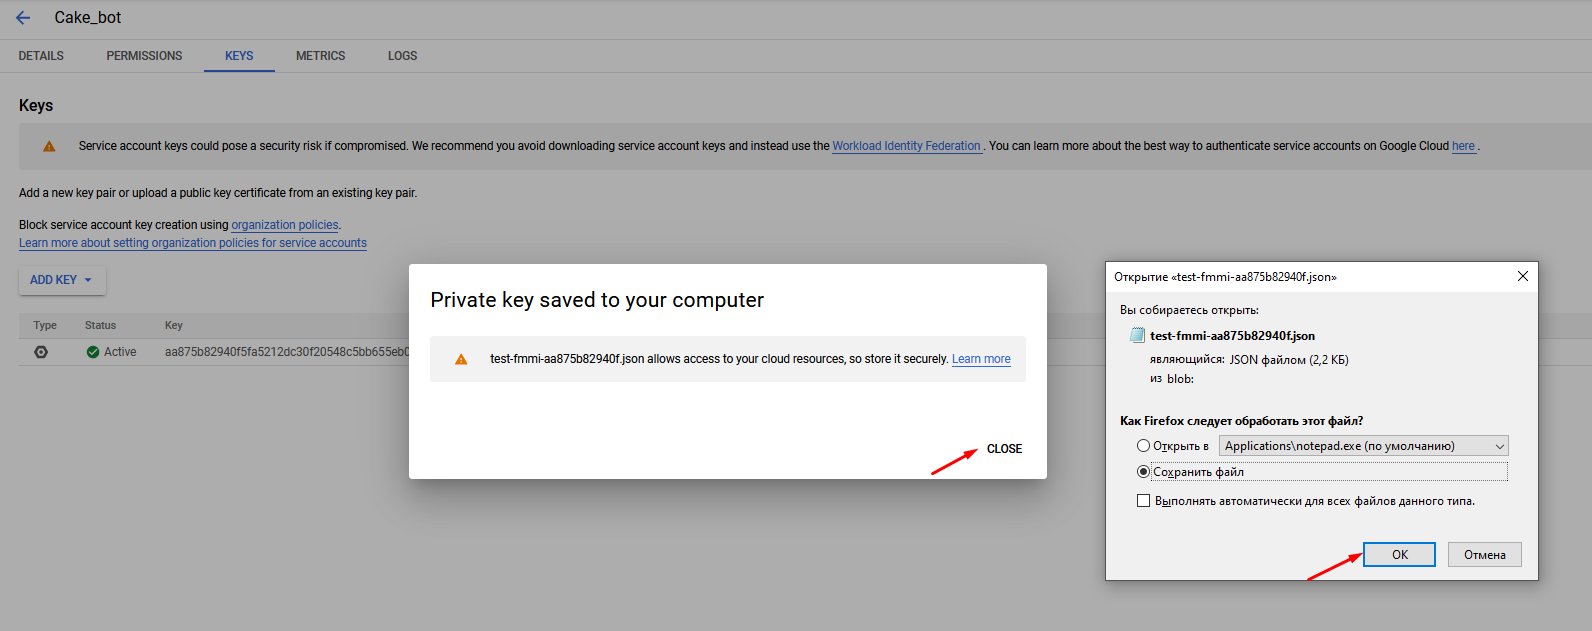 Cake_bot
DETAILS PERMISSIONS KEYS METRICS LOGS
Keys
Service account keys could pose a security risk if compromised. We recommend you avoid downloading service account keys and instead use the Workload Identity Federation . You can learn more about the best way to authenticate service accounts on Google Cloud here .
Add a new key pair or upload a public key certificate from an existing key pair.
Block service account key creation using organization policies.
Learn more about setting organization policies for service accounts
ADD KEY
Type Status Key
Active aa875b82940f5fa5212dc30f20548c5bb655eb0
Private key saved to your computer
test-fmmi-aa875b82940f.json allows access to your cloud resources, so store it securely. Learn more
CLOSE
Открытие «test-fmmi-aa875b82940f.json»
Вы собираетесь открыть:
test-fmmi-aa875b82940f.json
являющийся: JSON файлом (2,2 КБ)
из blob:
Как Firefox следует обработать этот файл?
Открыть в Applications\notepad.exe (по умолчанию)
Сохранить файл
Выполнять автоматически для всех файлов данного типа.
ОК Отмена